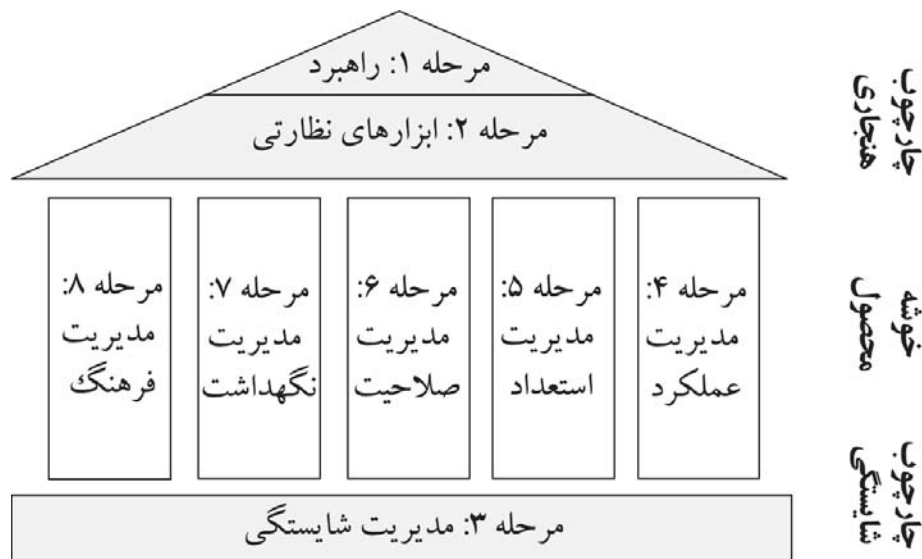 مرحله ۱: راهبرد
مرحله ۲: ابزارهای نظارتی
چارچوب
هنجاری
مرحله ۴:
مدیریت
عملکرد
مرحله ۵:
مدیریت
استعداد
مرحله ۶:
مدیریت
صلاحیت
مرحله ۷:
مدیریت
نگهداشت
مرحله ۸:
مدیریت
فرهنگ
خوشه
محصول
مرحله ۳: مدیریت شایستگی
چارچوب
شایستگی